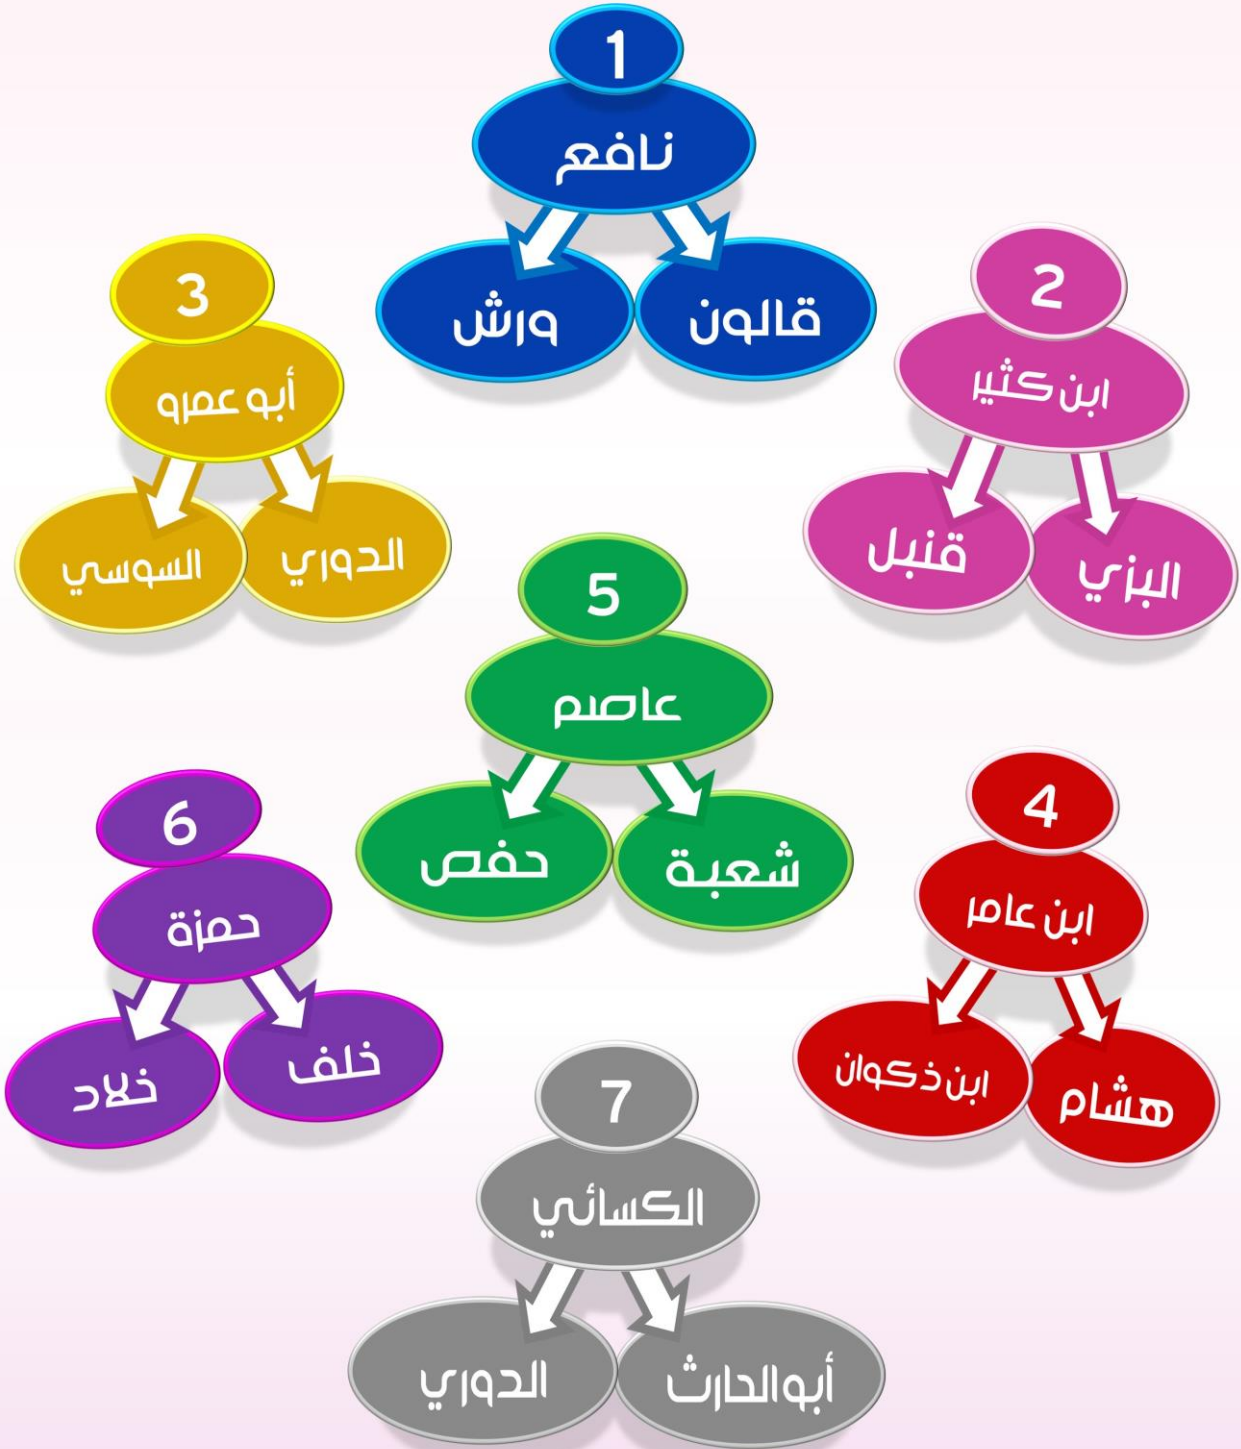 1
نافع
قالون
ورش
2
ابن كثير
البزي
قنبل
3
أبو عمرو
الدوري
السوسي
4
ابن عامر
هشام
ابن ذكوان
5
عاصم
شعبة
حفص
6
حمزة
خلف
خلاد
7
الكسائي
أبو الحارث
الدوري